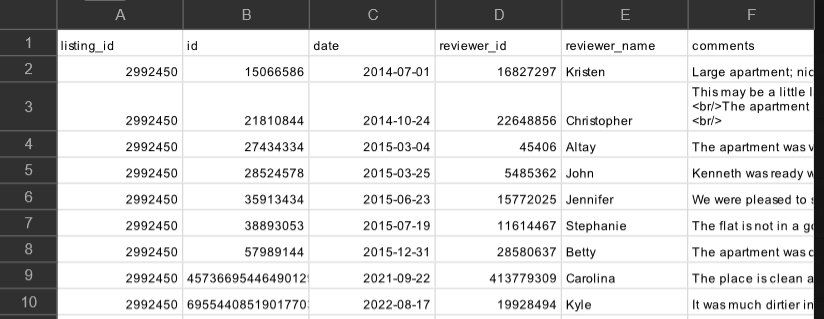 A B C D E F
1 listing_id id date reviewer_id reviewer_name comments
2 2992450 15066586 2014-07-01 16827297 Kristen Large apartment; nic
This may be a little l
<br/>The apartment
3 2992450 21810844 2014-10-24 22648856 Christopher <br/>
4 2992450 27434334 2015-03-04 45406 Altay The apartment was v
5 2992450 28524578 2015-03-25 5485362 John Kenneth was ready w
6 2992450 35913434 2015-06-23 15772025 Jennifer We were pleased to s
7 2992450 38893053 2015-07-19 11614467 Stephanie The flat is not in a go
8 2992450 57989144 2015-12-31 28580637 Betty The apartment was
9 2992450 4573669544649012 2021-09-22 413779309 Carolina The place is clean a
10 2992450 6955440851901770 2022-08-17 19928494 Kyle It was much dirtier in